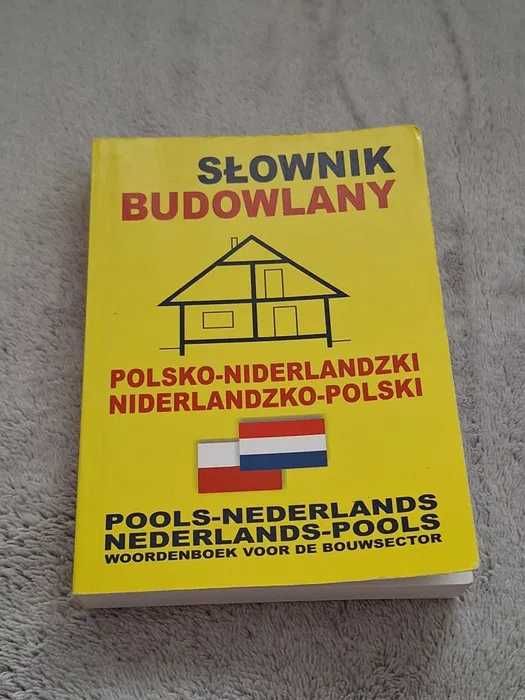 SŁOWNIK
BUDOWLANY
POLSKO-NIDERLANDZKI
NIDERLANDZKO-POLSKI
POOLS-NEDERLANDS
NEDERLANDS-POOLS
WOORDENBOEK VOOR DE BOUWSECTOR